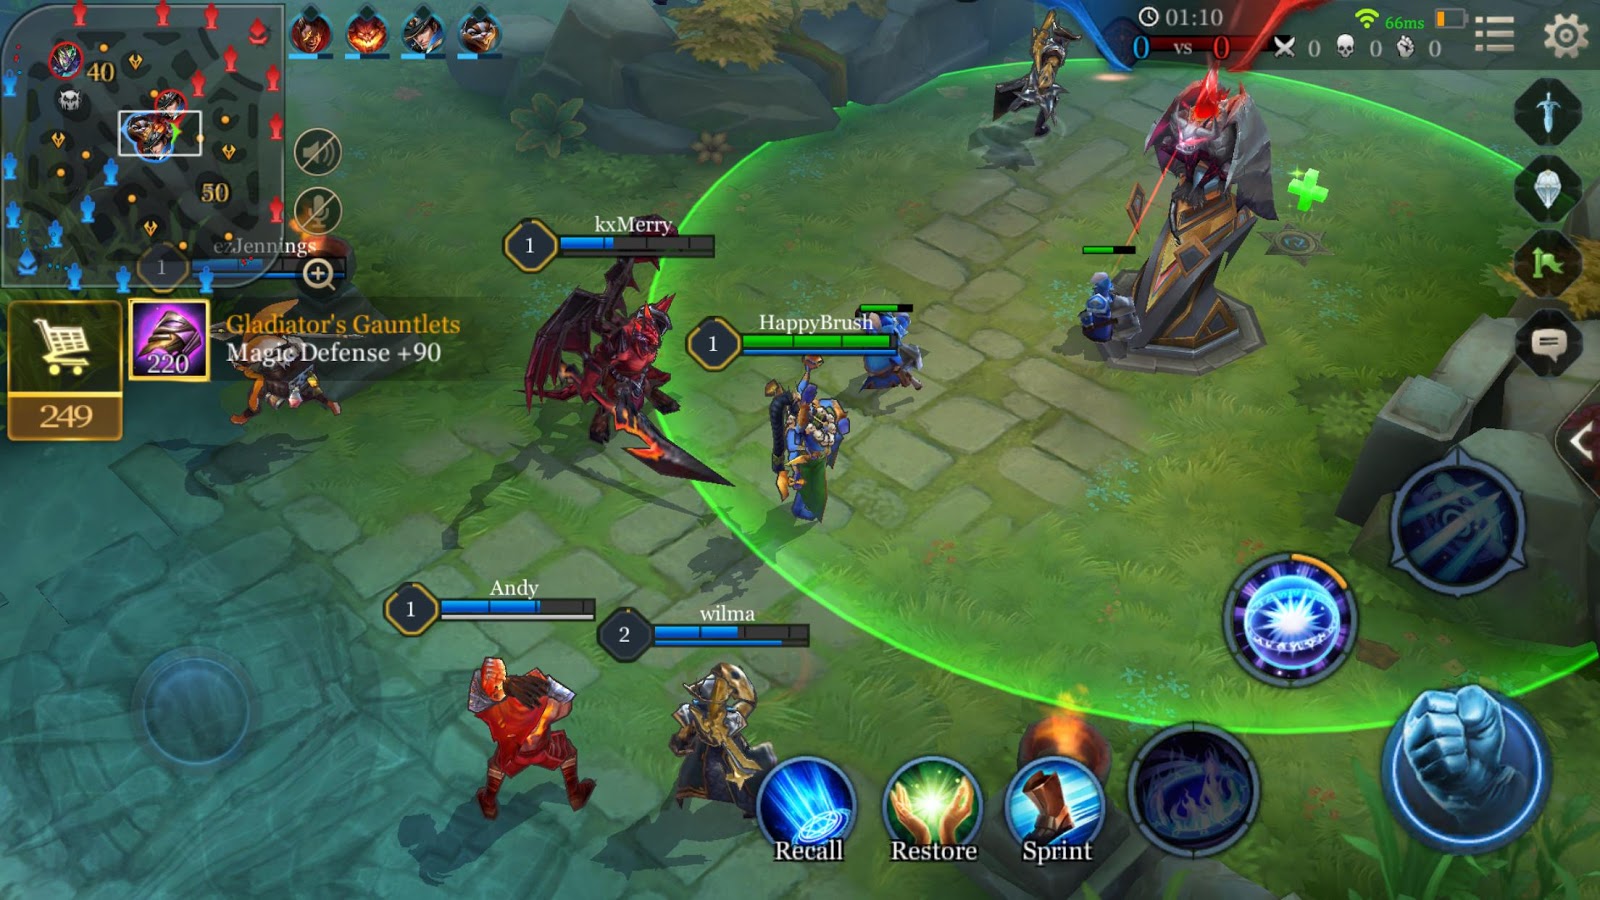 40
50
01:10
66ms
0 vs 0
0
0
0
kxMerry
1
ezJennings
1
220
Gladiator's Gauntlets
Magic Defense +90
249
HappyBrush
1
Andy
1
wilma
2
Recall
Restore
Sprint